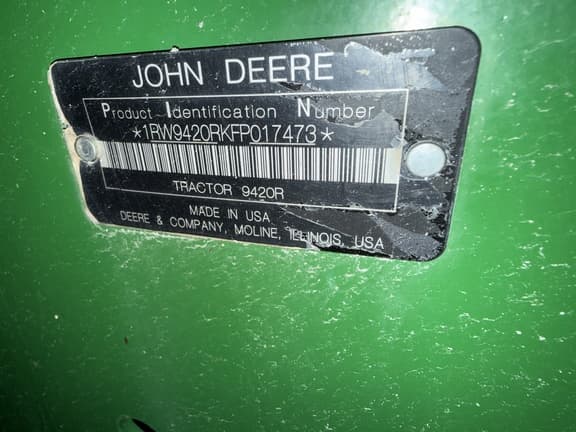 JOHN DEERE
Product Identification Number
*1RW9420RKFP017473*
TRACTOR 9420R
MADE IN USA
DEERE & COMPANY, MOLINE, ILLINOIS, USA